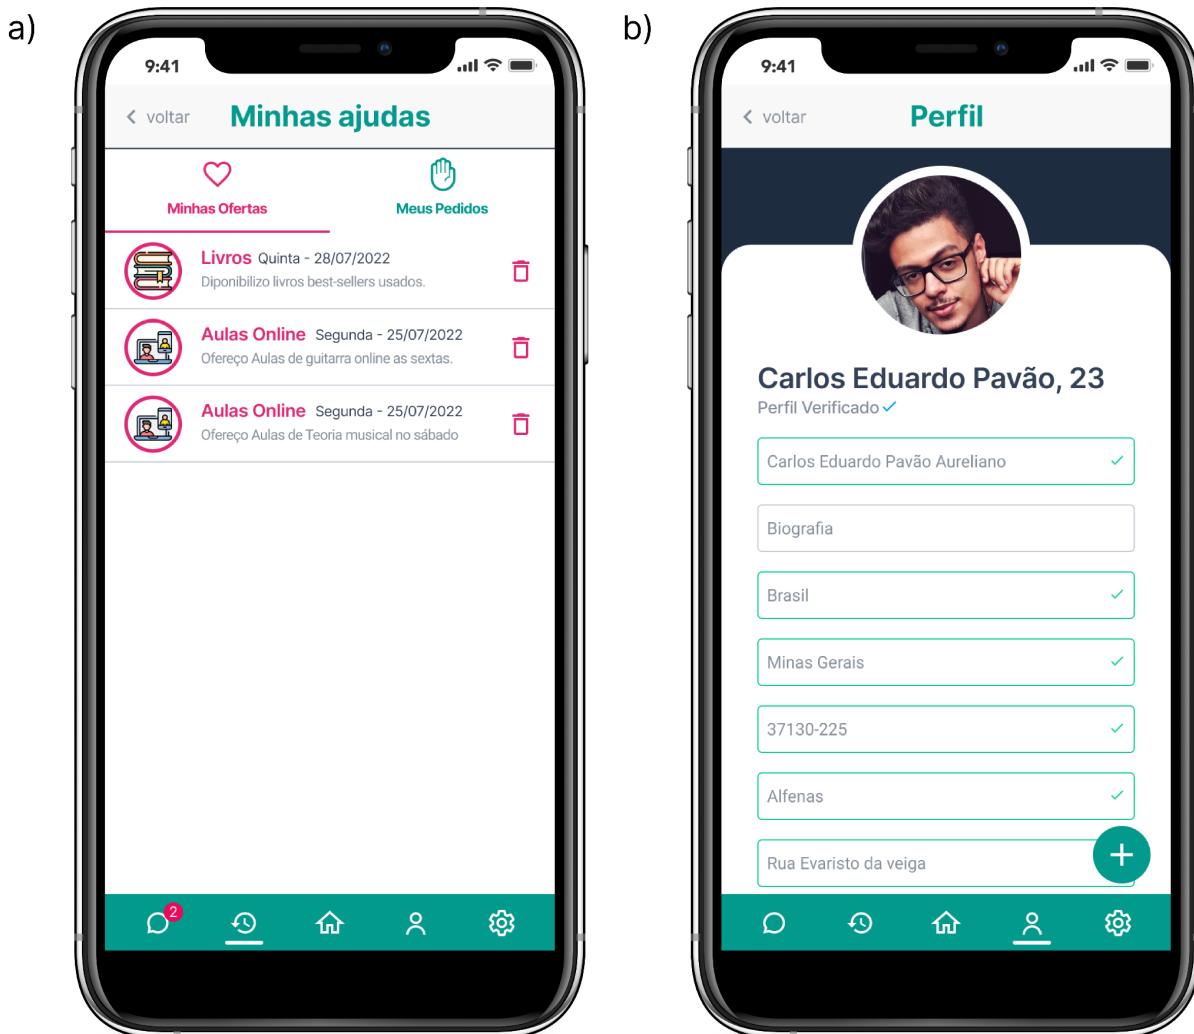 a)
9:41
voltar
Minhas ajudas
Minhas Ofertas
Meus Pedidos
Livros Quinta - 28/07/2022
Diponibilizo livros best-sellers usados.
Aulas Online Segunda - 25/07/2022
Ofereço Aulas de guitarra online as sextas.
Aulas Online Segunda - 25/07/2022
Ofereço Aulas de Teoria musical no sábado
2
b)
9:41
voltar
Perfil
Carlos Eduardo Pavão, 23
Perfil Verificado
Carlos Eduardo Pavão Aureliano
Biografia
Brasil
Minas Gerais
37130-225
Alfenas
Rua Evaristo da veiga